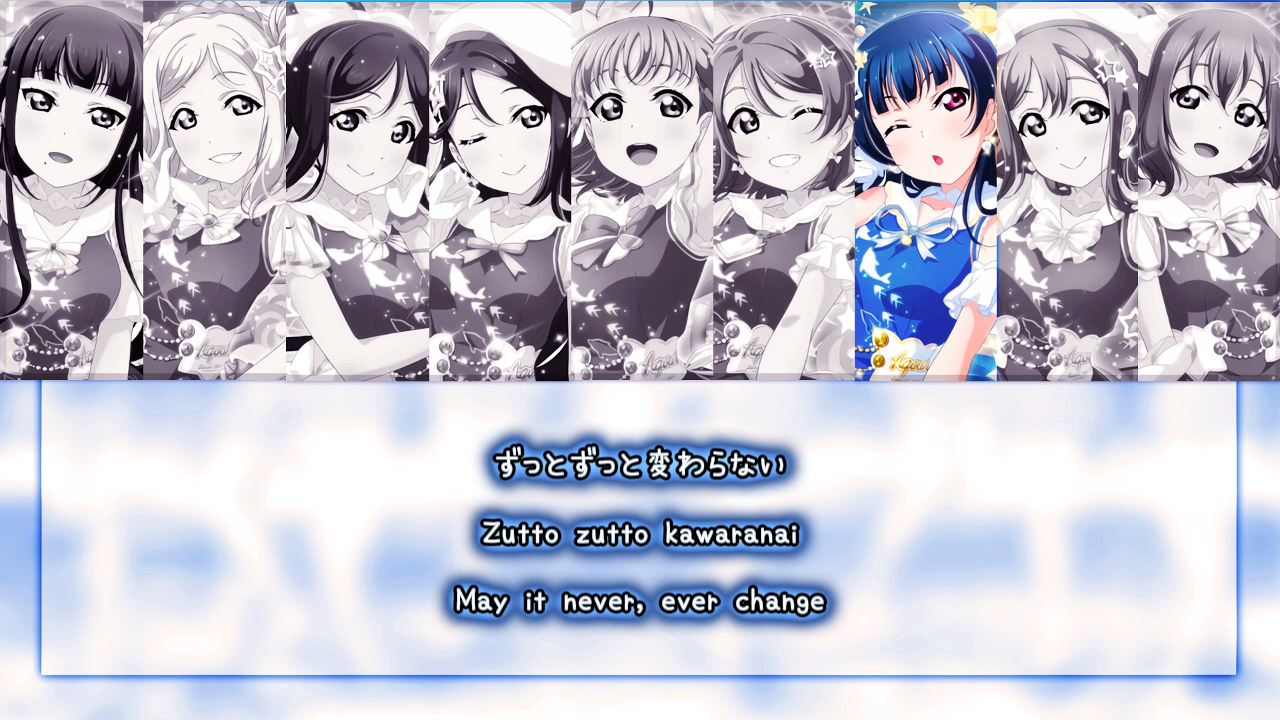 ずっとずっと変わらない
Zutto zutto kawaranai
May it never, ever change
Aqours